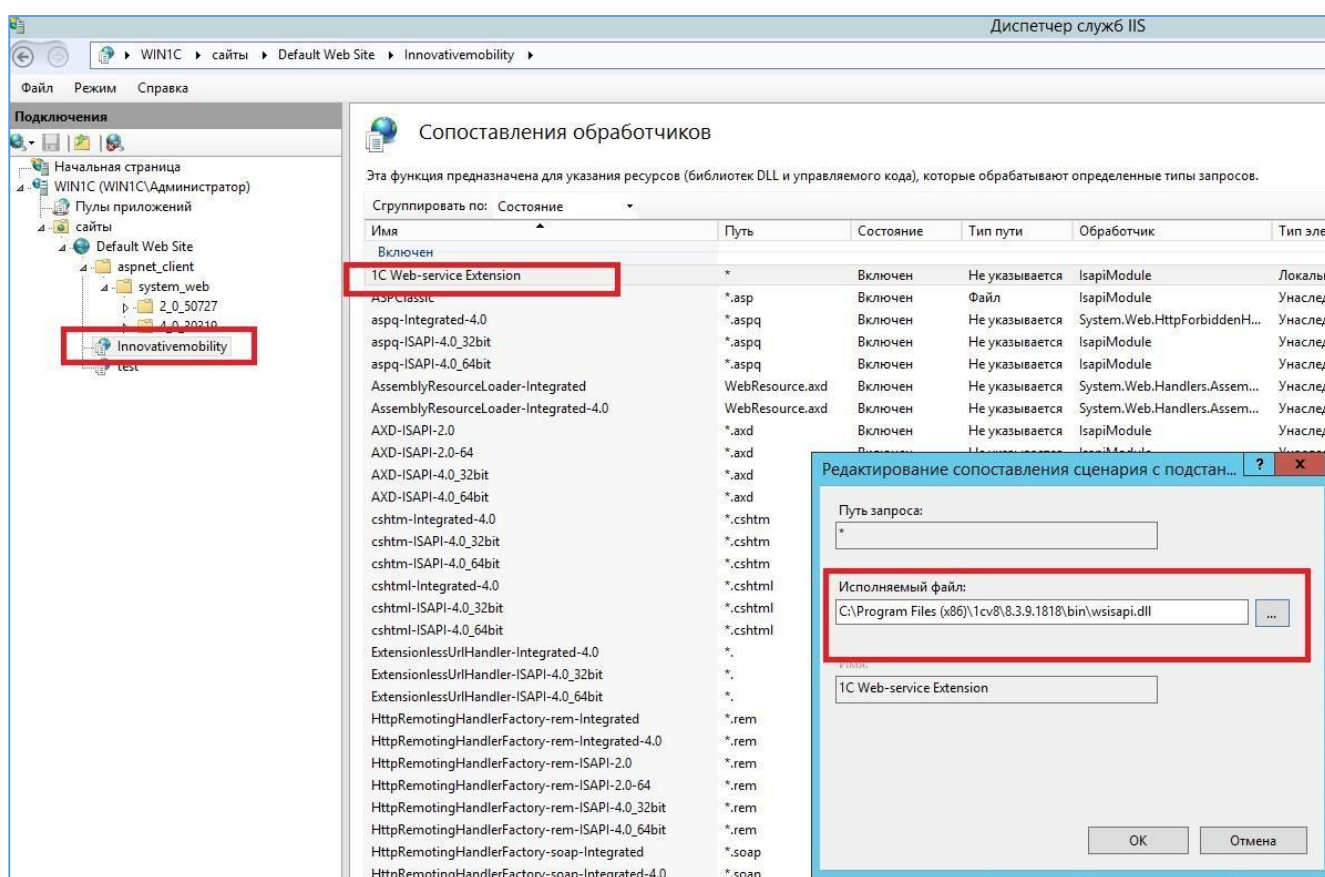 Диспетчер служб IIS
WIN1C сайты Default Web Site Innovativemobility
Файл Режим Справка
Подключения
Начальная страница
WIN1C (WIN1C\Администратор)
Пулы приложений
сайты
Default Web Site
aspnet_client
system_web
2_0_50727
4_0_30319
Innovativemobility
test
Сопоставления обработчиков
Эта функция предназначена для указания ресурсов (библиотек DLL и управляемого кода), которые обрабатывают определенные типы запросов.
Сгруппировать по: Состояние
Имя Путь Состояние Тип пути Обработчик Тип эле
Включен
1C Web-service Extension * Включен Не указывается IsapiModule Локаль
ASPClassic *.asp Включен Файл IsapiModule Унаслед
aspq-Integrated-4.0 *.aspq Включен Не указывается System.Web.HttpForbiddenH... Унаслед
aspq-ISAPI-4.0_32bit *.aspq Включен Не указывается IsapiModule Унаслед
aspq-ISAPI-4.0_64bit *.aspq Включен Не указывается IsapiModule Унаслед
AssemblyResourceLoader-Integrated WebResource.axd Включен Не указывается System.Web.Handlers.Assem... Унаслед
AssemblyResourceLoader-Integrated-4.0 WebResource.axd Включен Не указывается System.Web.Handlers.Assem... Унаслед
AXD-ISAPI-2.0 *.axd Включен Не указывается IsapiModule Унаслед
AXD-ISAPI-2.0-64 *.axd
AXD-ISAPI-4.0_32bit *.axd
AXD-ISAPI-4.0_64bit *.axd
cshtm-Integrated-4.0 *.cshtm
cshtm-ISAPI-4.0_32bit *.cshtm
cshtm-ISAPI-4.0_64bit *.cshtm
cshtml-Integrated-4.0 *.cshtml
cshtml-ISAPI-4.0_32bit *.cshtml
cshtml-ISAPI-4.0_64bit *.cshtml
ExtensionlessUrlHandler-Integrated-4.0 *.
ExtensionlessUrlHandler-ISAPI-4.0_32bit *.
ExtensionlessUrlHandler-ISAPI-4.0_64bit *.
HttpRemotingHandlerFactory-rem-Integrated *.rem
HttpRemotingHandlerFactory-rem-Integrated-4.0 *.rem
HttpRemotingHandlerFactory-rem-ISAPI-2.0 *.rem
HttpRemotingHandlerFactory-rem-ISAPI-2.0-64 *.rem
HttpRemotingHandlerFactory-rem-ISAPI-4.0_32bit *.rem
HttpRemotingHandlerFactory-rem-ISAPI-4.0_64bit *.rem
HttpRemotingHandlerFactory-soap-Integrated *.soap
HttpRemotingHandlerFactory-soap-Integrated-4.0 *.soap
Редактирование сопоставления сценария с подстан... ? x
Путь запроса:
*
Исполняемый файл:
C:\Program Files (x86)\1cv8\8.3.9.1818\bin\wsisapi.dll ...
Имя:
1C Web-service Extension
OK Отмена